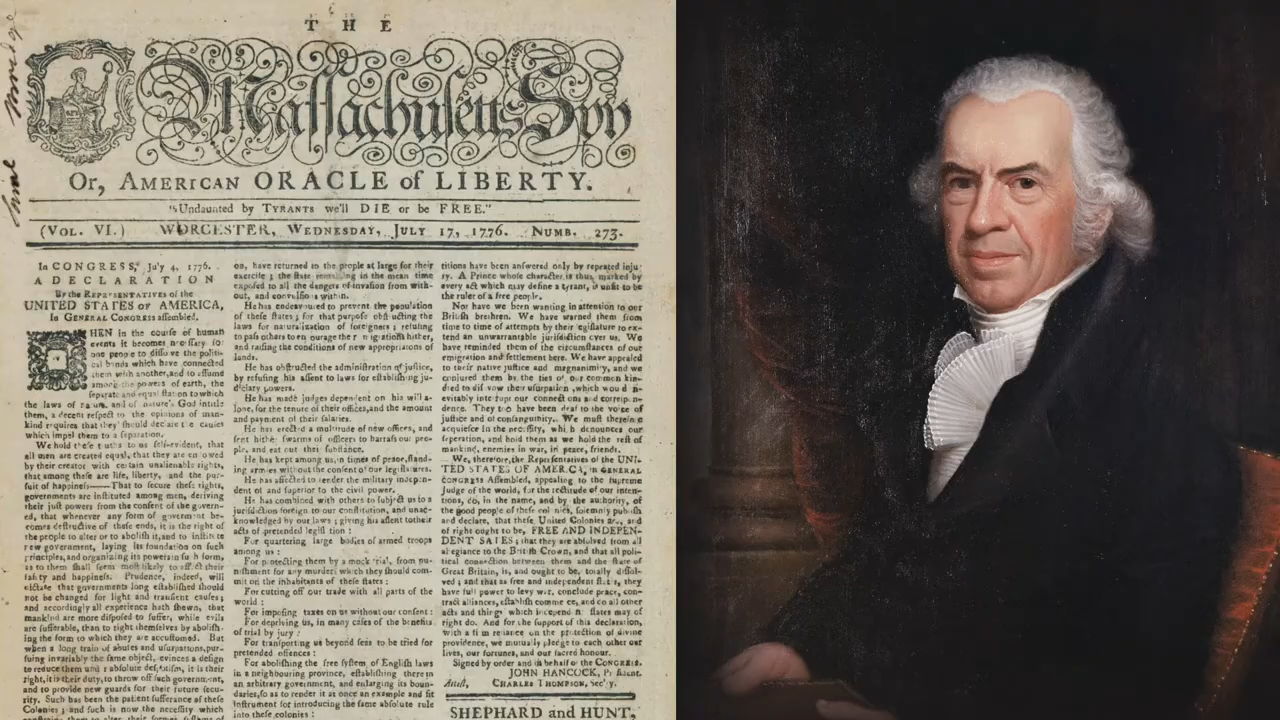 THE
Massachusetts Spy
Or, AMERICAN ORACLE of LIBERTY.
"Undaunted by TYRANTS we'll DIE or be FREE."
(VOL. VI.) WORCESTER, WEDNESDAY, JULY 17, 1776. NUMB. 273.
In CONGRESS, July 4, 1776.
A DECLARATION
By the REPRESENTATIVES of the
UNITED STATES of AMERICA,
In GENERAL CONGRESS assembled.
WHEN in the course of human
events it becomes necessary for
one people to dissolve the politi-
cal bands which have connected
them with another, and to assume
among the powers of earth, the
separate and equal station to which
the laws of nature, and of nature's God intitle
them, a decent respect to the opinions of man-
kind requires that they should declare the causes
which impel them to a separation.
We hold these truths to be self-evident, that
all men are created equal, that they are endowed
by their creator with certain unalienable rights,
that among these are life, liberty, and the pur-
suit of happiness——That to secure these rights,
governments are instituted among men, deriving
their just powers from the consent of the govern-
ed, that whenever any form of government be-
comes destructive of these ends, it is the right of
the people to alter or to abolish it, and to institute
new government, laying its foundation on such
principles, and organizing its powers in such form,
as to them shall seem most likely to effect their
safety and happiness. Prudence, indeed, will
dictate that governments long established should
not be changed for light and transient causes;
and accordingly all experience hath shewn, that
mankind are more disposed to suffer, while evils
are sufferable, than to right themselves by abolish-
ing the form to which they are accustomed. But
when a long train of abuses and usurpations, pur-
suing invariably the same object, evinces a design
to reduce them under absolute despotism, it is their
right, it is their duty, to throw off such government,
and to provide new guards for their future secu-
rity. Such has been the patient sufferance of these
Colonies; and such is now the necessity which
on, have returned to the people at large for their
exercise; the state remaining in the mean time
exposed to all the dangers of invasion from with-
out, and convulsions within.
He has endeavoured to prevent the population
of these states; for that purpose obstructing the
laws for naturalization of foreigners; refusing
to pass others to encourage their migrations hither,
and raising the conditions of new appropriations of
lands.
He has obstructed the administration of justice,
by refusing his assent to laws for establishing ju-
diciary powers.
He has made judges dependent on his will a-
lone, for the tenure of their offices, and the amount
and payment of their salaries.
He has erected a multitude of new offices, and
sent hither swarms of officers to harrass our peo-
ple, and eat out their substance.
He has kept among us, in times of peace, stand-
ing armies without the consent of our legislatures.
He has affected to render the military indepen-
dent of and superior to the civil power.
He has combined with others to subject us to a
jurisdiction foreign to our constitution, and unac-
knowledged by our laws; giving his assent to their
acts of pretended legislation:
For quartering large bodies of armed troops
among us:
For protecting them by a mock trial, from pu-
nishment for any murders which they should com-
mit on the inhabitants of these states:
For cutting off our trade with all parts of the
world:
For imposing taxes on us without our consent:
For depriving us, in many cases of the benefits
of trial by jury:
For transporting us beyond seas to be tried for
pretended offences:
For abolishing the free system of English laws
in a neighbouring province, establishing therein
an arbitrary government, and enlarging its boun-
daries, so as to render it at once an example and fit
instrument for introducing the same absolute rule
into these colonies:
titions have been answered only by repeated inju-
ry. A Prince whose character is thus marked by
every act which may define a tyrant, is unfit to be
the ruler of a free people.
Nor have we been wanting in attention to our
British brethren. We have warned them from
time to time of attempts by their legislature to ex-
tend an unwarrantable jurisdiction over us. We
have reminded them of the circumstances of our
emigration and settlement here. We have appealed
to their native justice and magnanimity, and we
conjured them by the ties of our common kin-
dred to disavow their usurpation, which would n-
evitably interrupt our connections and correspon-
dence. They too have been deaf to the voice of
justice and of consanguinity. We must therefore
acquiesce in the necessity, which denounces our
seperation, and hold them as we hold the rest of
mankind, enemies in war, in peace, friends.
We, therefore, the Representatives of the UNI-
TED STATES OF AMERICA, in GENERAL
CONGRESS Assembled, appealing to the supreme
Judge of the world, for the rectitude of our inten-
tions, do, in the name, and by the authority, of
the good people of these colonies, solemnly publish
and declare, that these United Colonies are, and
of right ought to be, FREE AND INDEPEN-
DENT STATES; that they are absolved from all
allegiance to the British Crown, and that all poli-
tical connection between them and the state of
Great Britain, is, and ought to be, totally dissol-
ved; and that as free and independent states, they
have full power to levy war, conclude peace, con-
tract alliances, establish commerce, and to do all other
acts and things which independent states may of
right do. And for the support of this declaration,
with a firm reliance on the protection of divine
providence, we mutually pledge to each other our
lives, our fortunes, and our sacred honour.
Signed by order and in behalf of the CONGRESS.
JOHN HANCOCK, President.
Attest, CHARLES THOMPSON, Sec'y.
SHEPHARD and HUNT,